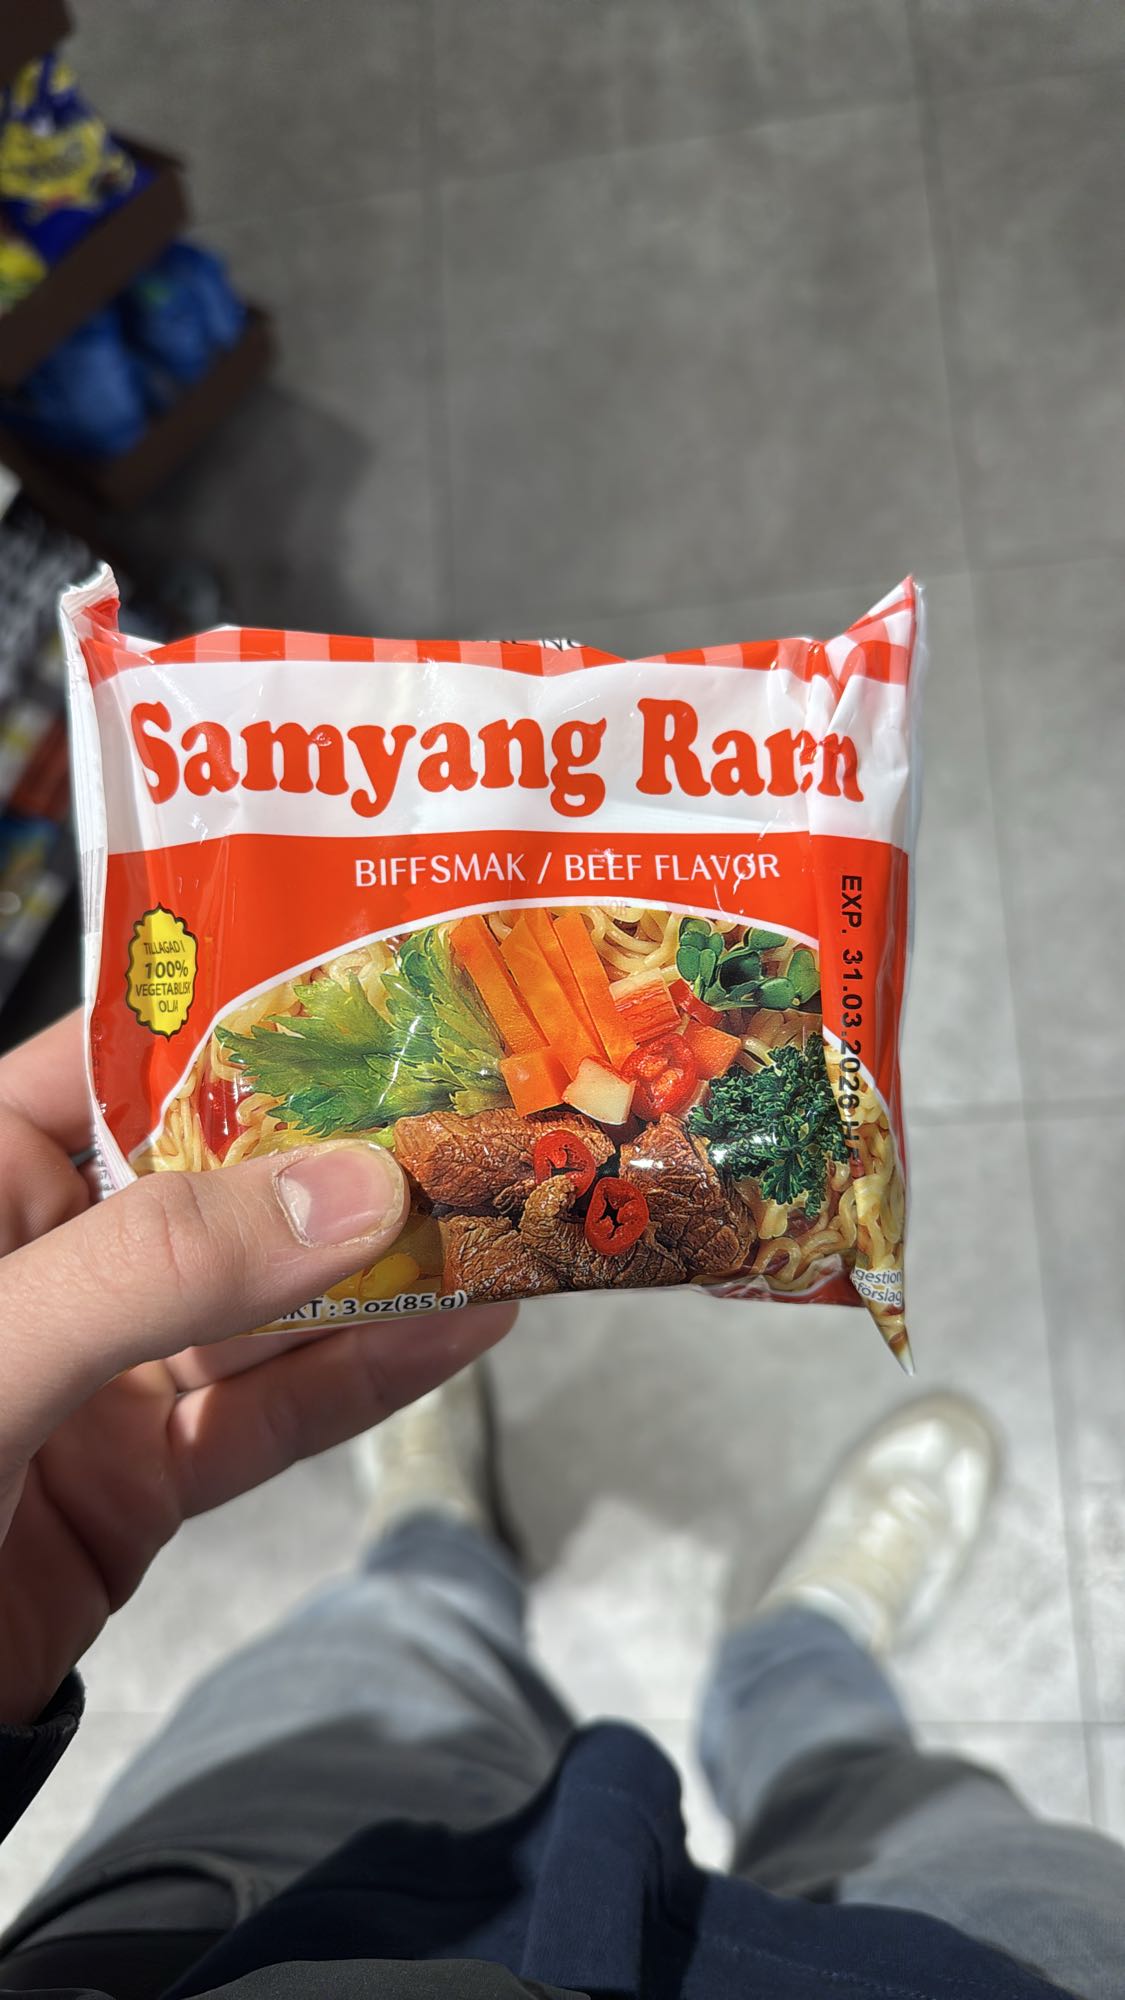 Samyang Ramen
BIFFSMAK / BEEF FLAVOR
TILLAGAD I
100%
VEGETABILISK
OLJA
EXP. 31.03.2026
: 3 oz(85 g)